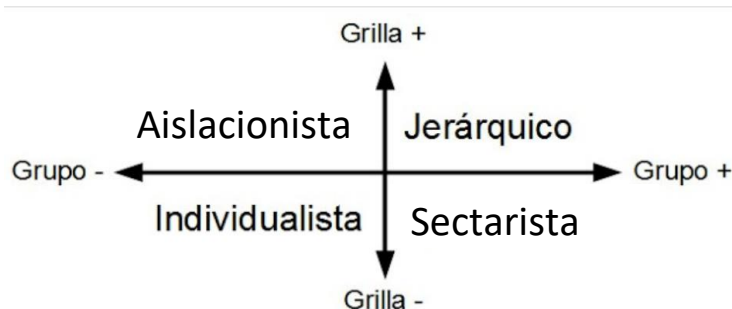 Grilla +
Aislacionista Jerárquico
Grupo - Grupo +
Individualista Sectarista
Grilla -